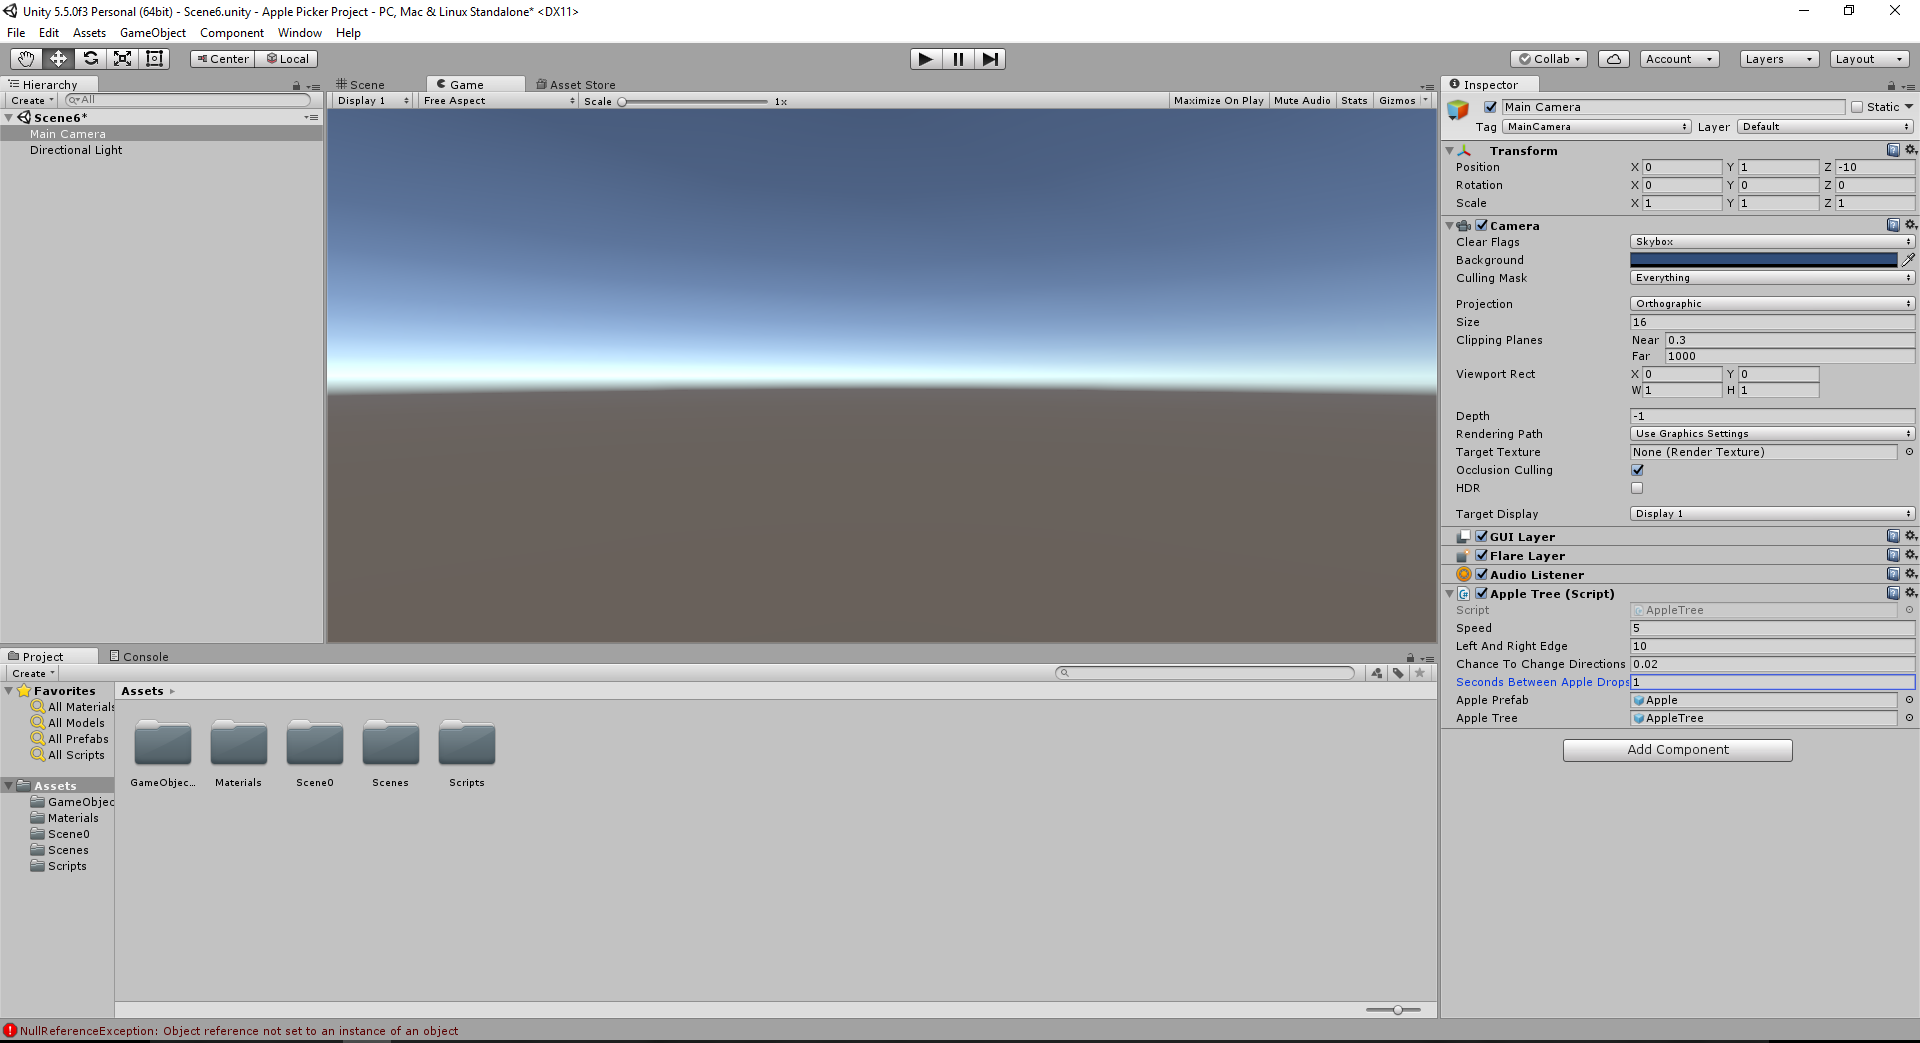 Unity 5.5.0f3 Personal (64bit) - Scene6.unity - Apple Picker Project - PC, Mac & Linux Standalone* <DX11>
File Edit Assets GameObject Component Window Help
Center Local Collab Account Layers Layout
Hierarchy
Create All
Scene6*
Main Camera
Directional Light
Scene Game Asset Store
Display 1 Free Aspect Scale 1x Maximize On Play Mute Audio Stats Gizmos
Inspector
Main Camera Static
Tag MainCamera Layer Default
Transform
Position X 0 Y 1 Z -10
Rotation X 0 Y 0 Z 0
Scale X 1 Y 1 Z 1
Camera
Clear Flags Skybox
Background
Culling Mask Everything
Projection Orthographic
Size 16
Clipping Planes Near 0.3
Far 1000
Viewport Rect X 0 Y 0
W 1 H 1
Depth -1
Rendering Path Use Graphics Settings
Target Texture None (Render Texture)
Occlusion Culling
HDR
Target Display Display 1
GUI Layer
Flare Layer
Audio Listener
Apple Tree (Script)
Script AppleTree
Speed 5
Left And Right Edge 10
Chance To Change Directions 0.02
Seconds Between Apple Drops 1
Apple Prefab Apple
Apple Tree AppleTree
Add Component
Project Console
Create
Favorites
All Materials
All Models
All Prefabs
All Scripts
Assets
GameObjec
Materials
Scene0
Scenes
Scripts
Assets
GameObjec... Materials Scene0 Scenes Scripts
NullReferenceException: Object reference not set to an instance of an object